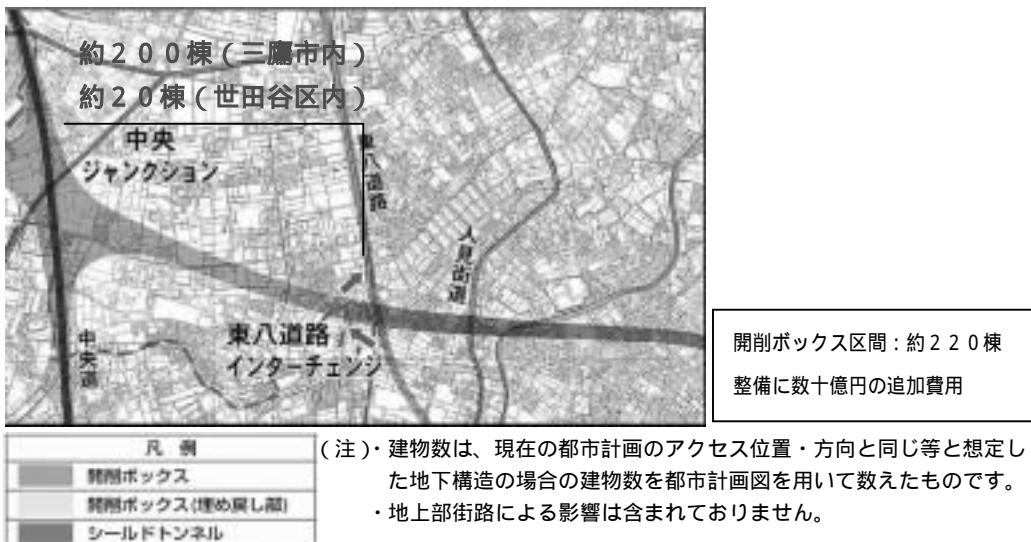 約２００棟（三鷹市内）
約２０棟（世田谷区内）
中央
ジャンクション
東八道路
人見街道
東八道路
インターチェンジ
中央道
開削ボックス区間：約２２０棟
整備に数十億円の追加費用
凡 例
開削ボックス
開削ボックス(埋め戻し部)
シールドトンネル
（注）・建物数は、現在の都市計画のアクセス位置・方向と同じ等と想定し
た地下構造の場合の建物数を都市計画図を用いて数えたものです。
・地上部街路による影響は含まれておりません。